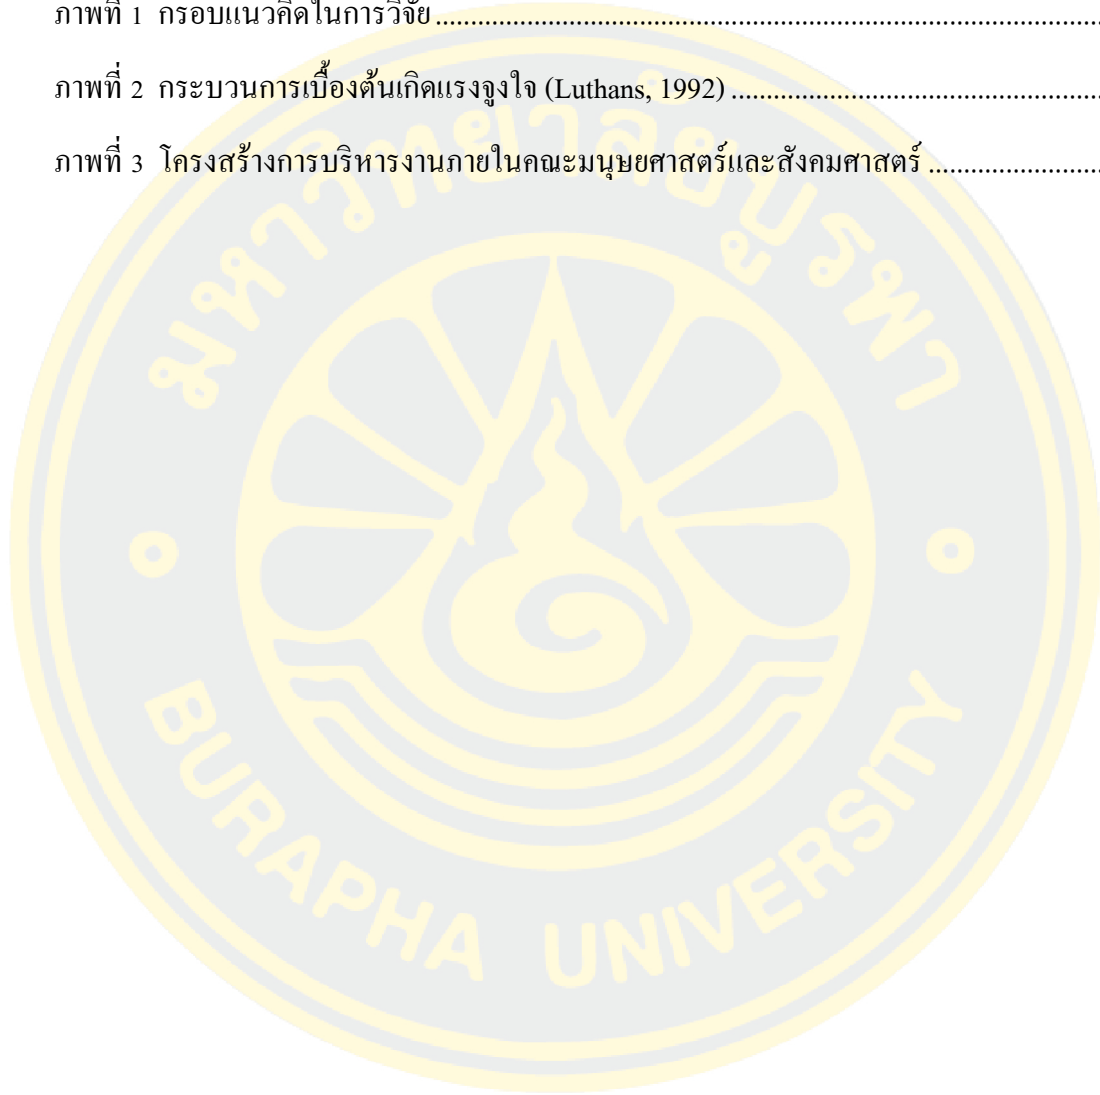 ภาพที่ 1 กรอบแนวคิดในการวิจัย ........................................................................................................
ภาพที่ 2 กระบวนการเบื้องต้นเกิดแรงจูงใจ (Luthans, 1992) ..........................................................
ภาพที่ 3 โครงสร้างการบริหารงานภายในคณะมนุษยศาสตร์และสังคมศาสตร์ ...........................
มหาวิทยาลัยบูรพา
BURAPHA UNIVERSITY